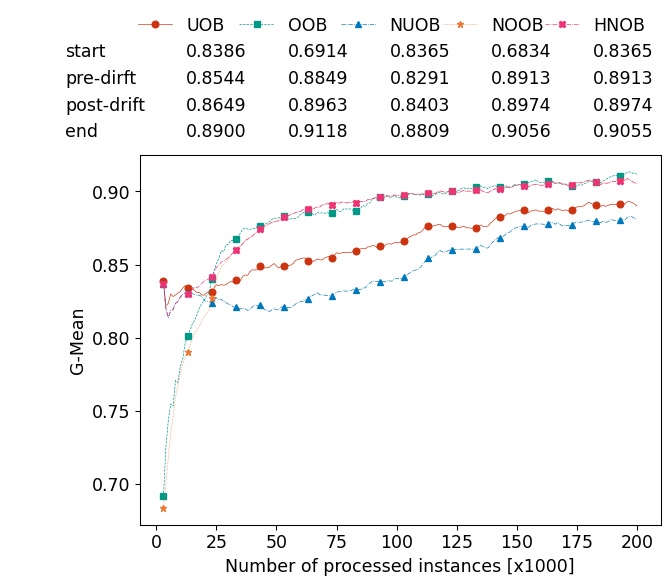 UOB OOB NUOB NOOB HNOB
start 0.8386 0.6914 0.8365 0.6834 0.8365
pre-dirft 0.8544 0.8849 0.8291 0.8913 0.8913
post-drift 0.8649 0.8963 0.8403 0.8974 0.8974
end 0.8900 0.9118 0.8809 0.9056 0.9055
0.90
0.85
0.80
0.75
0.70
G-Mean
0 25 50 75 100 125 150 175 200
Number of processed instances [x1000]